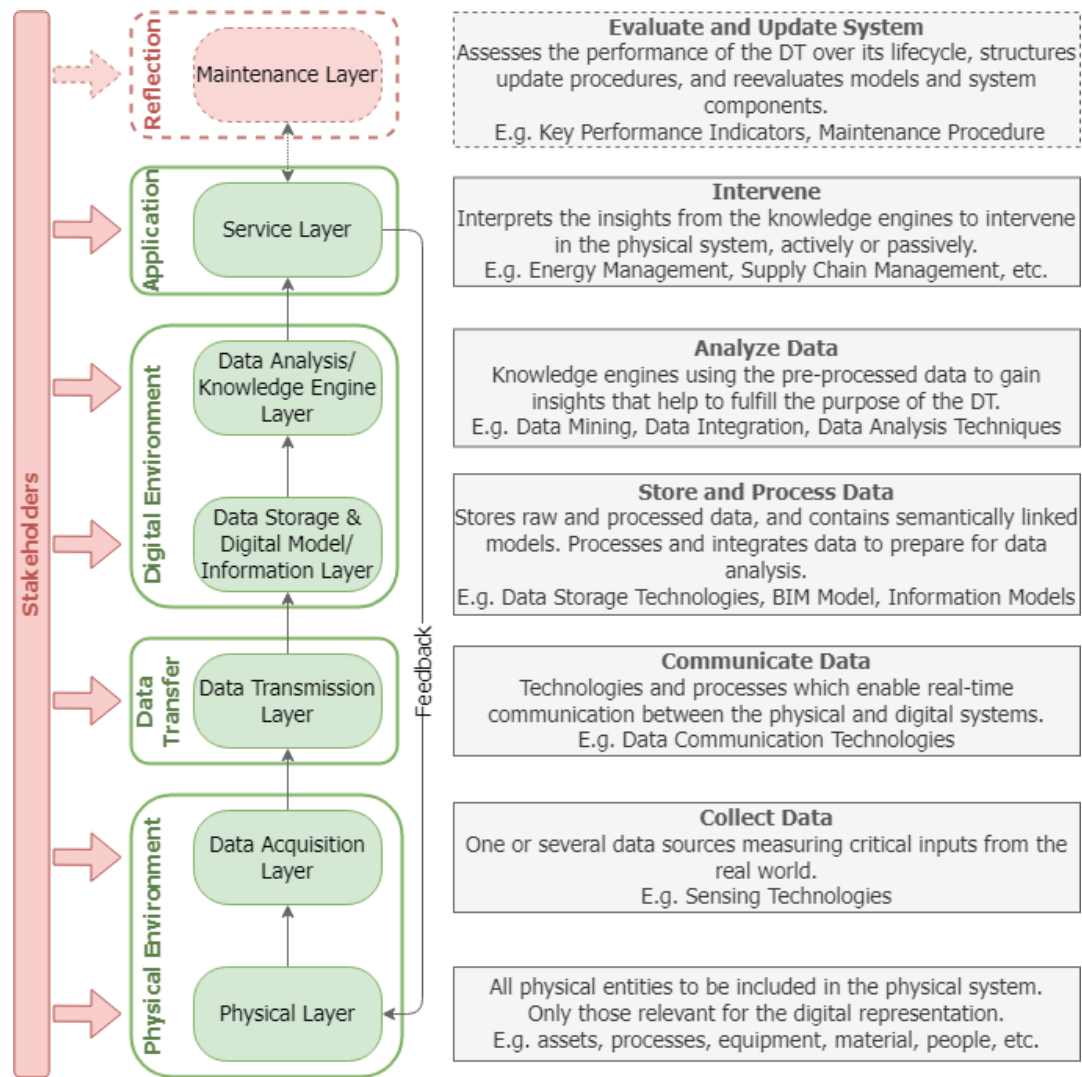 Stakeholders
Reflection
Maintenance Layer
Evaluate and Update System
Assesses the performance of the DT over its lifecycle, structures
update procedures, and reevaluates models and system
components.
E.g. Key Performance Indicators, Maintenance Procedure
Application
Service Layer
Intervene
Interprets the insights from the knowledge engines to intervene
in the physical system, actively or passively.
E.g. Energy Management, Supply Chain Management, etc.
Digital Environment
Data Analysis/
Knowledge Engine
Layer
Analyze Data
Knowledge engines using the pre-processed data to gain
insights that help to fulfill the purpose of the DT.
E.g. Data Mining, Data Integration, Data Analysis Techniques
Data Storage &
Digital Model/
Information Layer
Store and Process Data
Stores raw and processed data, and contains semantically linked
models. Processes and integrates data to prepare for data
analysis.
E.g. Data Storage Technologies, BIM Model, Information Models
Feedback
Data
Transfer
Data Transmission
Layer
Communicate Data
Technologies and processes which enable real-time
communication between the physical and digital systems.
E.g. Data Communication Technologies
Physical Environment
Data Acquisition
Layer
Collect Data
One or several data sources measuring critical inputs from the
real world.
E.g. Sensing Technologies
Physical Layer
All physical entities to be included in the physical system.
Only those relevant for the digital representation.
E.g. assets, processes, equipment, material, people, etc.